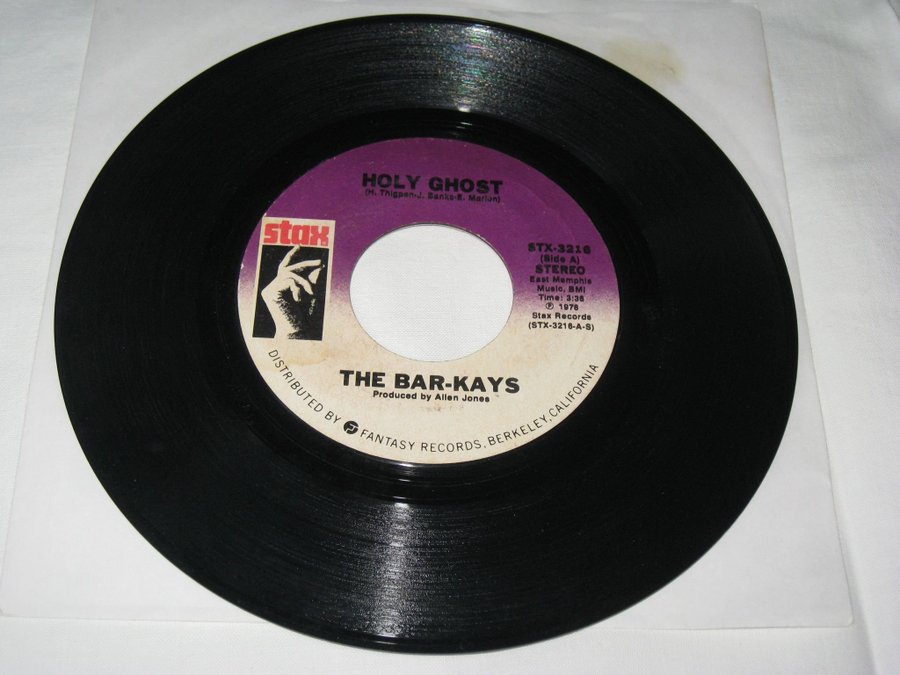 HOLY GHOST
(H. Thigpen-J. Banks-E. Marion)
stax
STX-3216
(Side A)
STEREO
East Memphis
Music, BMI
Time: 3:36
℗ 1978
Stax Records
(STX-3216-A-S)
THE BAR-KAYS
Produced by Allen Jones
DISTRIBUTED BY FANTASY RECORDS, BERKELEY, CALIFORNIA